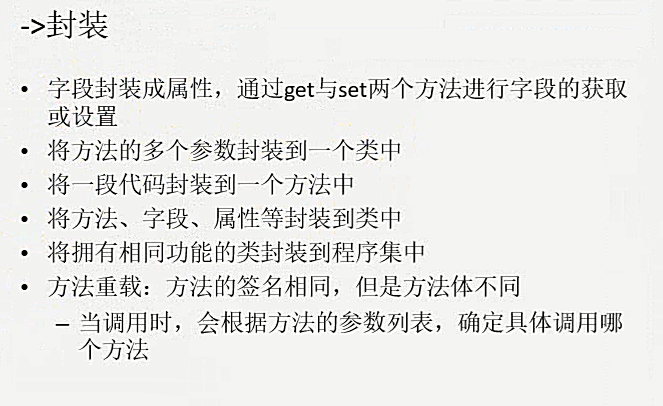 ->封装
• 字段封装成属性，通过get与set两个方法进行字段的获取
或设置
• 将方法的多个参数封装到一个类中
• 将一段代码封装到一个方法中
• 将方法、字段、属性等封装到类中
• 将拥有相同功能的类封装到程序集中
• 方法重载：方法的签名相同，但是方法体不同
– 当调用时，会根据方法的参数列表，确定具体调用哪
个方法